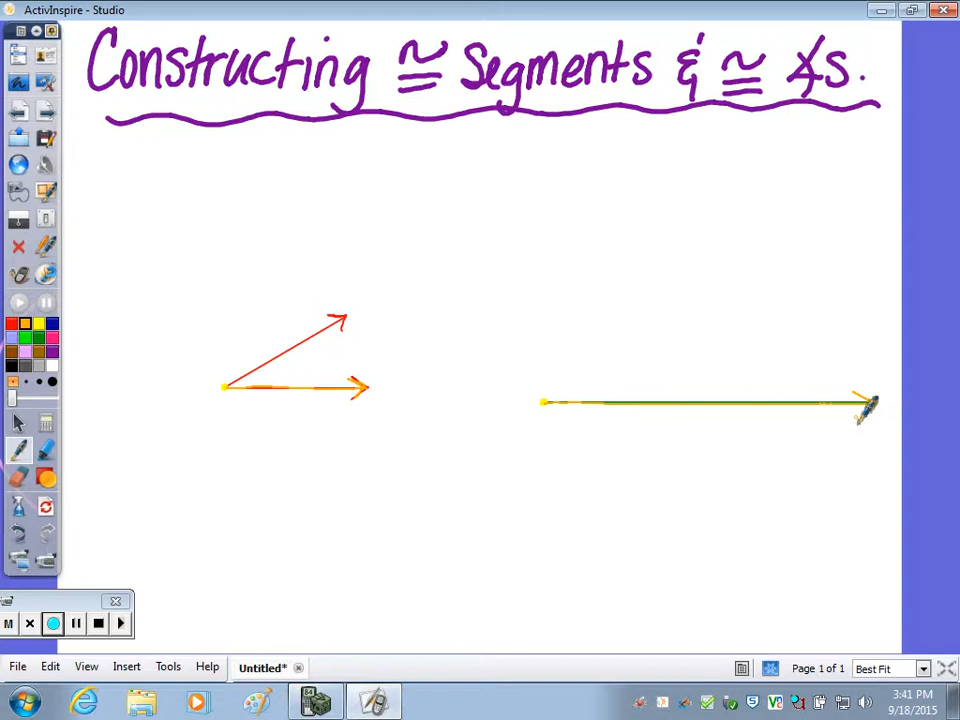 ActivInspire - Studio
Constructing ≅ Segments & ≅ ∡s.
M
File Edit View Insert Tools Help Untitled* Page 1 of 1 Best Fit
3:41 PM
9/18/2015